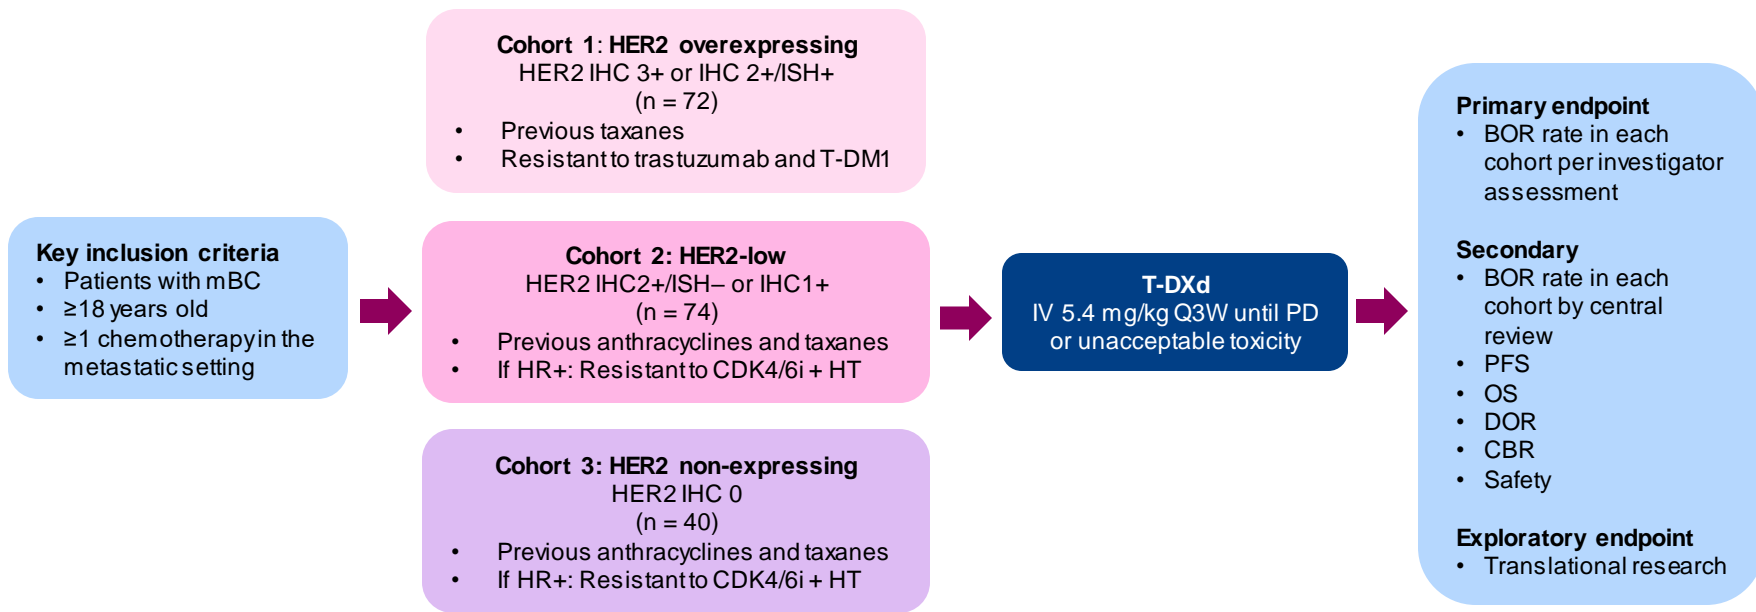 Key inclusion criteria
• Patients with mBC
• ≥18 years old
• ≥1 chemotherapy in the
metastatic setting
Cohort 1: HER2 overexpressing
HER2 IHC 3+ or IHC 2+/ISH+
(n = 72)
• Previous taxanes
• Resistant to trastuzumab and T-DM1
Cohort 2: HER2-low
HER2 IHC2+/ISH– or IHC1+
(n = 74)
• Previous anthracyclines and taxanes
• If HR+: Resistant to CDK4/6i + HT
Cohort 3: HER2 non-expressing
HER2 IHC 0
(n = 40)
• Previous anthracyclines and taxanes
• If HR+: Resistant to CDK4/6i + HT
T-DXd
IV 5.4 mg/kg Q3W until PD
or unacceptable toxicity
Primary endpoint
• BOR rate in each
cohort per investigator
assessment
Secondary
• BOR rate in each
cohort by central
review
• PFS
• OS
• DOR
• CBR
• Safety
Exploratory endpoint
• Translational research